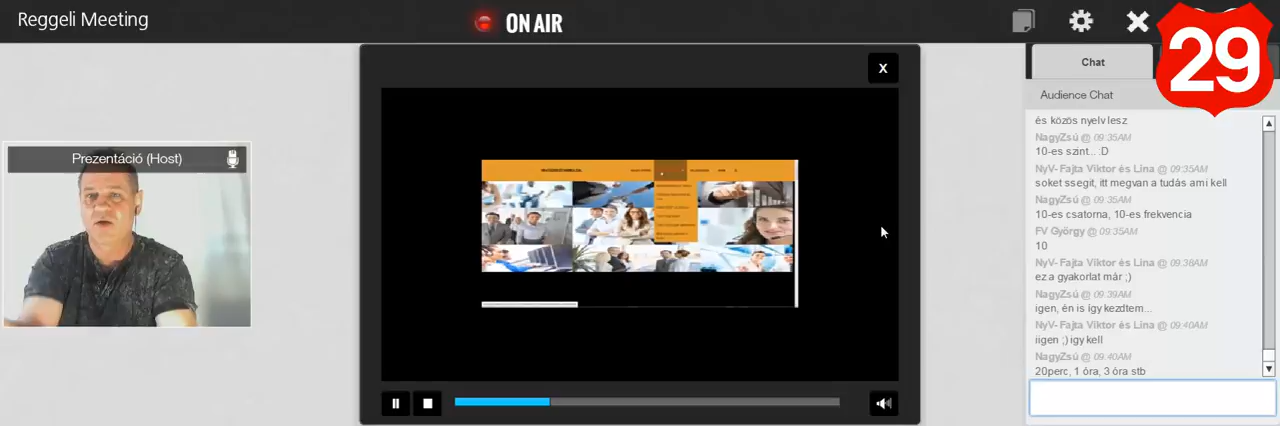 Reggeli Meeting
ON AIR
29
Chat
Audience Chat
Prezentáció (Host)
X
és közös nyelv lesz
NagyZsú @ 09:35AM
10-es szint... :D
NyV- Fajta Viktor és Lina @ 09:35AM
soket ssegit, itt megvan a tudás ami kell
NagyZsú @ 09:35AM
10-es csatorna, 10-es frekvencia
FV György @ 09:35AM
10
NyV- Fajta Viktor és Lina @ 09:38AM
ez a gyakorlat már ;)
NagyZsú @ 09:39AM
igen, én is így kezdtem...
NyV- Fajta Viktor és Lina @ 09:40AM
iigen ;) igy kell
NagyZsú @ 09:40AM
20perc, 1 óra, 3 óra stb